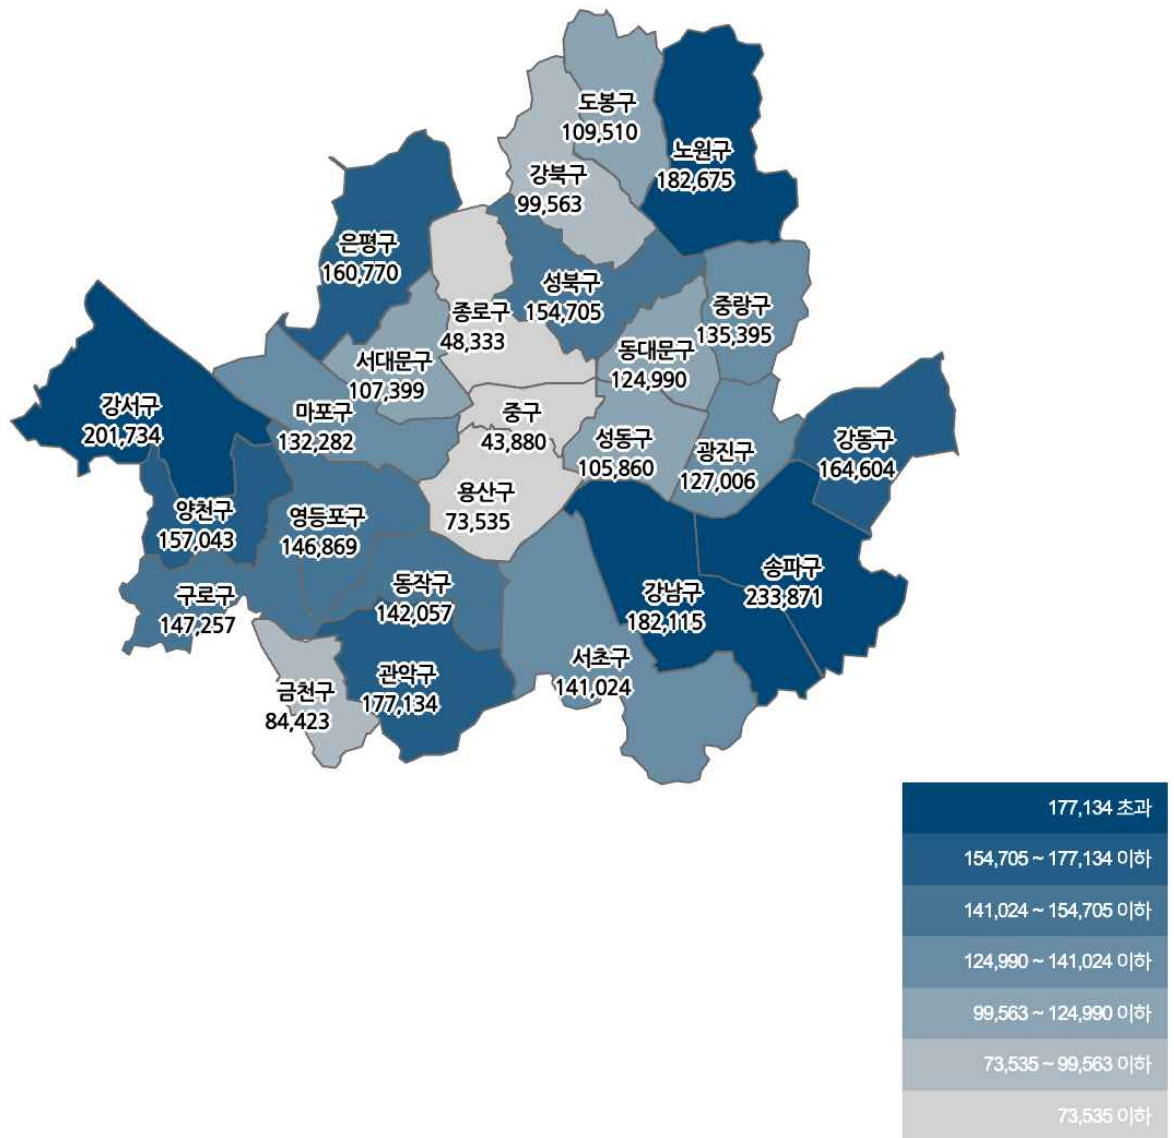 도봉구
109,510
노원구
182,675
강북구
99,563
은평구
160,770
성북구
154,705
중랑구
135,395
종로구
48,333
동대문구
124,990
서대문구
107,399
강서구
201,734
마포구
132,282
중구
43,880
성동구
105,860
광진구
127,006
강동구
164,604
양천구
157,043
영등포구
146,869
용산구
73,535
구로구
147,257
동작구
142,057
강남구
182,115
송파구
233,871
서초구
141,024
관악구
177,134
금천구
84,423
177,134 초과
154,705 ~ 177,134 이하
141,024 ~ 154,705 이하
124,990 ~ 141,024 이하
99,563 ~ 124,990 이하
73,535 ~ 99,563 이하
73,535 이하